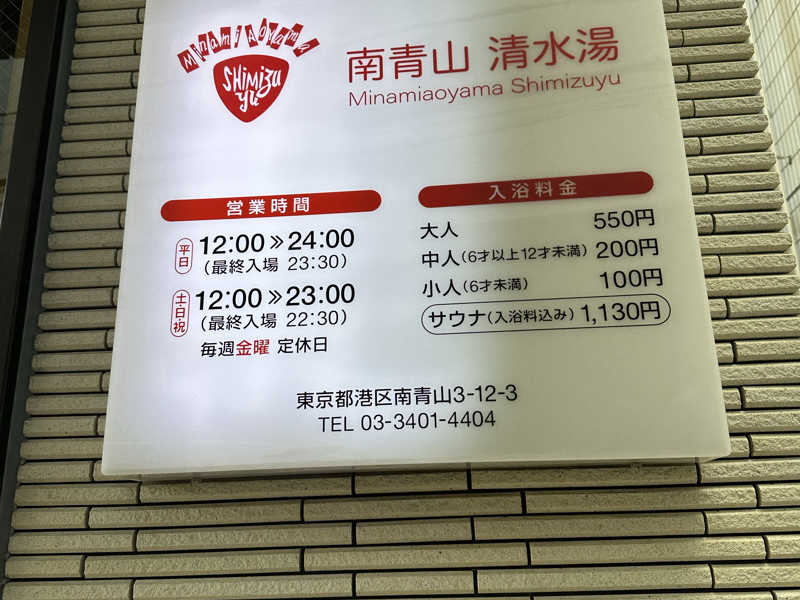 Minami Aoyama
SHiMiZU
YU
南青山 清水湯
Minamiaoyama Shimizuyu
営業時間
平日 12:00 » 24:00
(最終入場 23:30)
土・日・祝 12:00 » 23:00
(最終入場 22:30)
毎週金曜 定休日
入浴料金
大人 550円
中人(6才以上12才未満) 200円
小人(6才未満) 100円
サウナ(入浴料込み) 1,130円
東京都港区南青山3-12-3
TEL 03-3401-4404